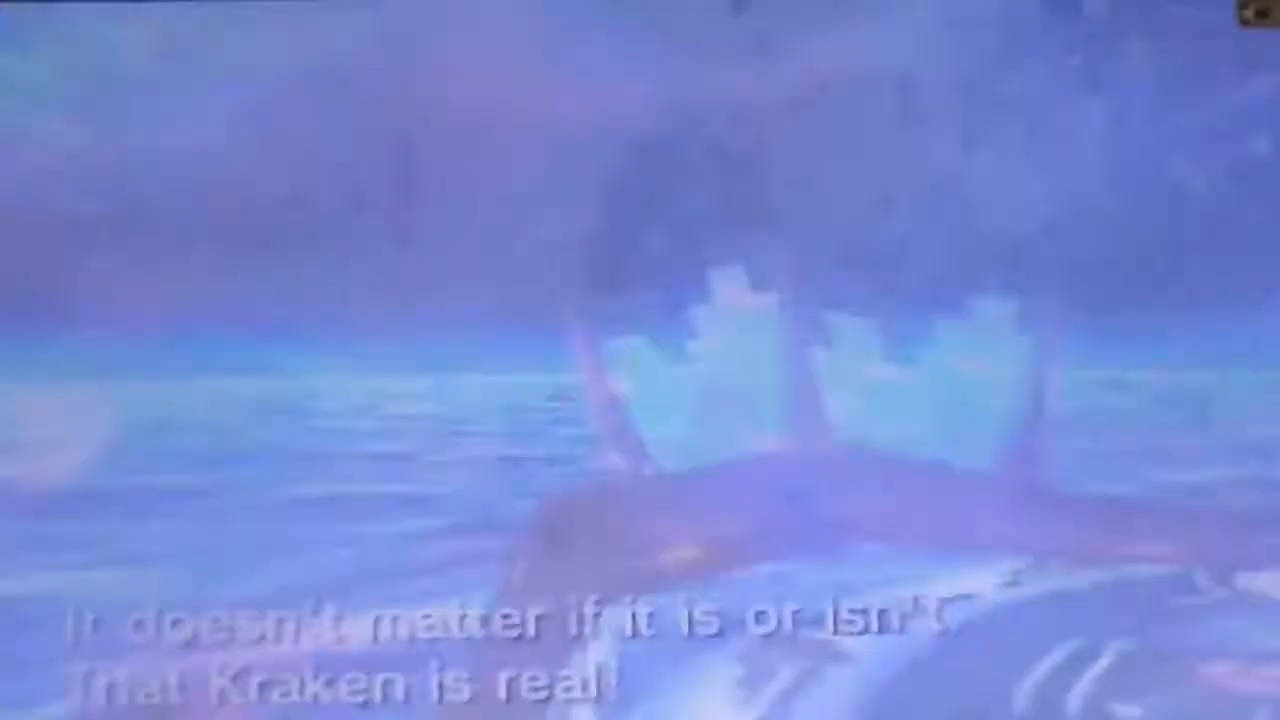 It doesn't matter if it is or isn't.
That Kraken is real!